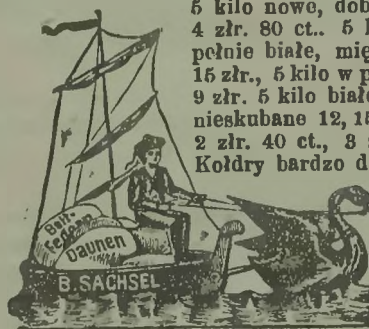 5 kilo nowe, dob
4 złr. 80 ct.. 5 k
pełnie białe, mię
15 złr., 5 kilo w p
9 złr. 5 kilo biało
nieskubane 12, 15
2 złr. 40 ct., 3 z
Kołdry bardzo d
Bett-
Federn
Daunen
B. SACHSEL